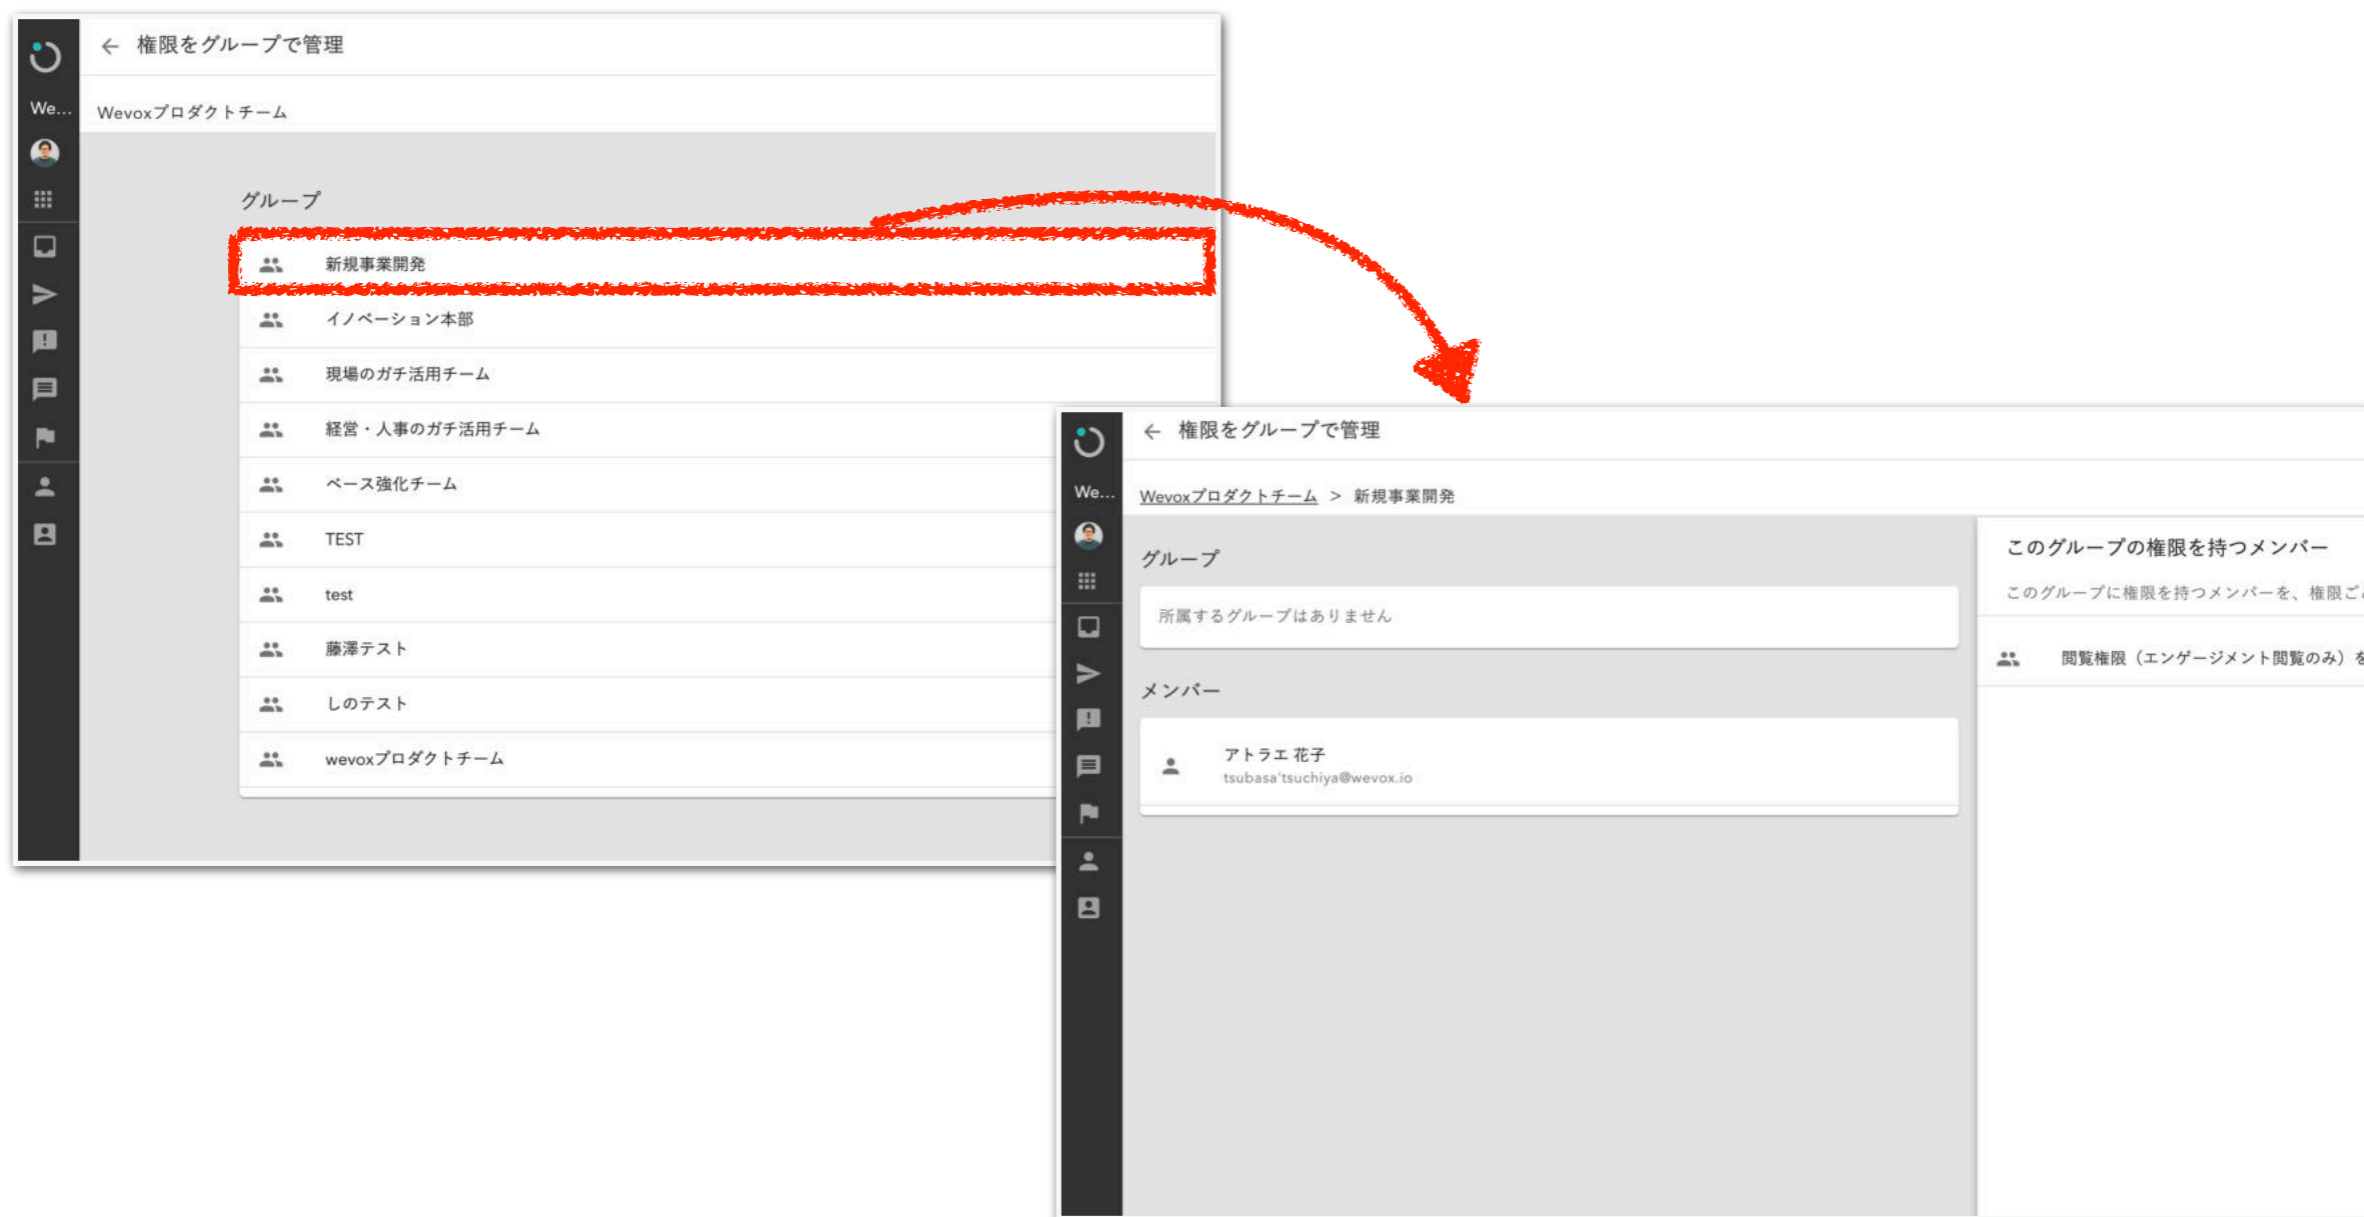 ← 権限をグループで管理
We...
Wevoxプロダクトチーム
グループ
新規事業開発
イノベーション本部
現場のガチ活用チーム
経営・人事のガチ活用チーム
ベース強化チーム
TEST
test
藤澤テスト
しのテスト
wevoxプロダクトチーム
← 権限をグループで管理
We...
Wevoxプロダクトチーム > 新規事業開発
グループ
所属するグループはありません
メンバー
アトラエ 花子
tsubasa'tsuchiya@wevox.io
このグループの権限を持つメンバー
このグループに権限を持つメンバーを、権限ご
閲覧権限（エンゲージメント閲覧のみ）を